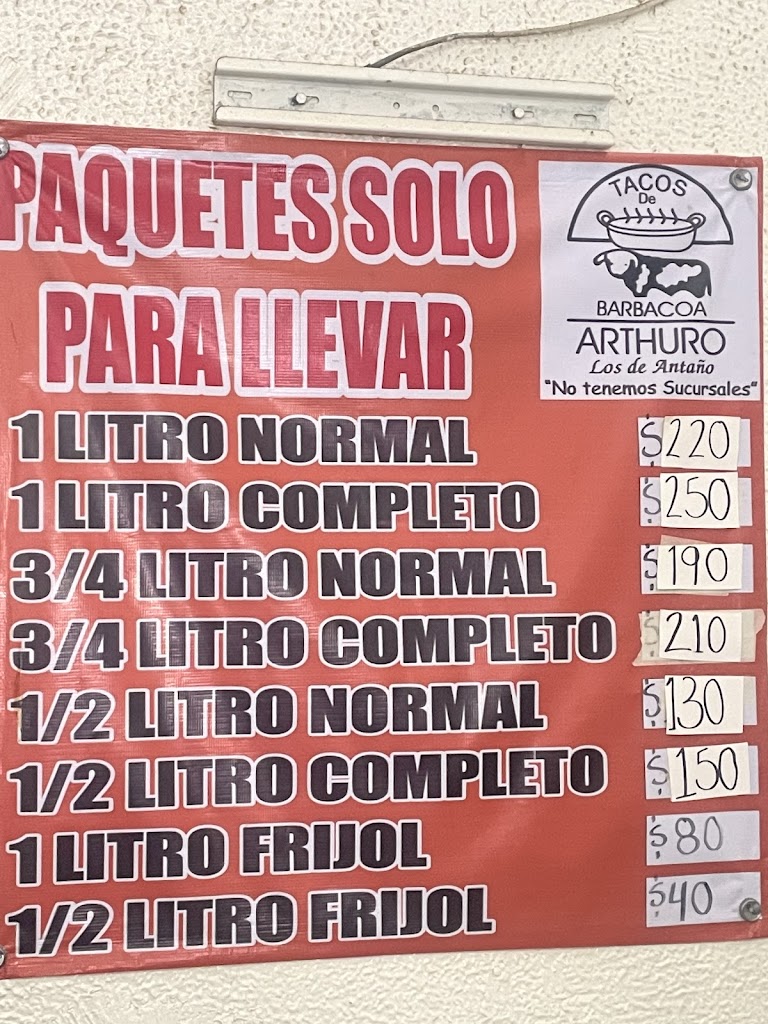 PAQUETES SOLO
PARA LLEVAR
TACOS
De
BARBACOA
ARTHURO
Los de Antaño
"No tenemos Sucursales"
1 LITRO NORMAL $220
1 LITRO COMPLETO $250
3/4 LITRO NORMAL $190
3/4 LITRO COMPLETO $210
1/2 LITRO NORMAL $130
1/2 LITRO COMPLETO $150
1 LITRO FRIJOL $80
1/2 LITRO FRIJOL $40